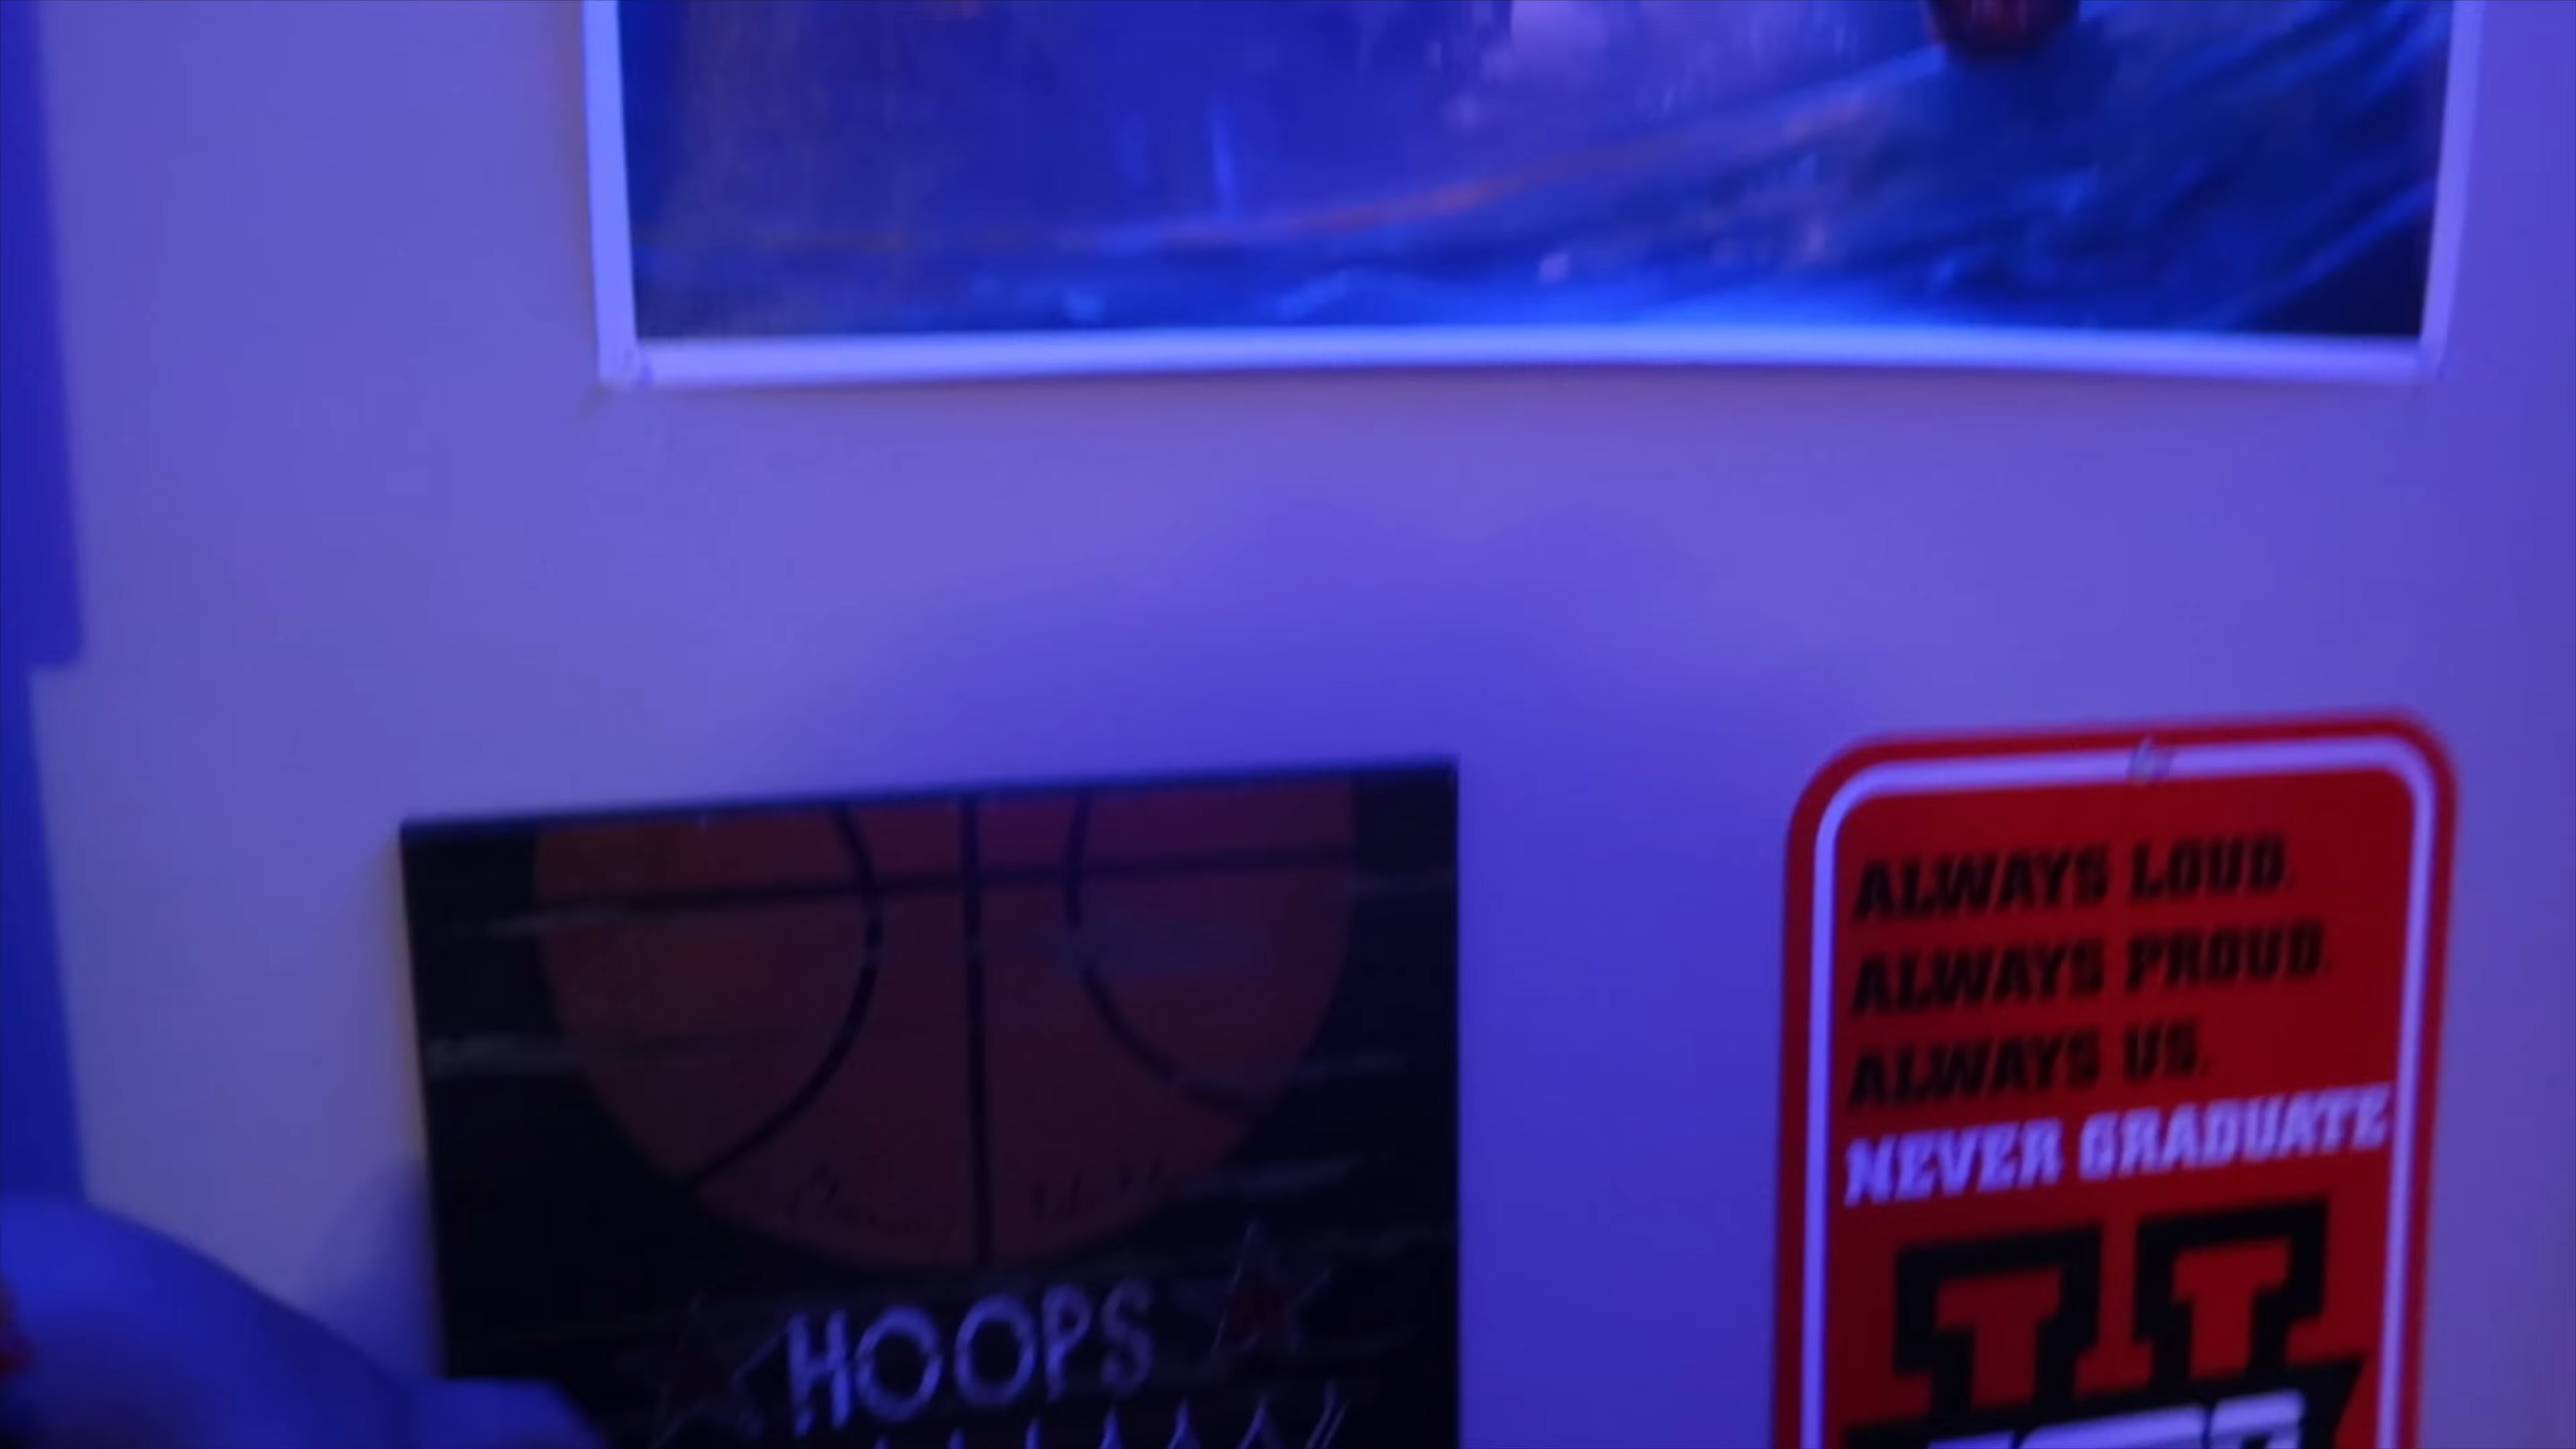 HOOPS
ALWAYS LOUD.
ALWAYS PROUD.
ALWAYS US.
NEVER GRADUATE